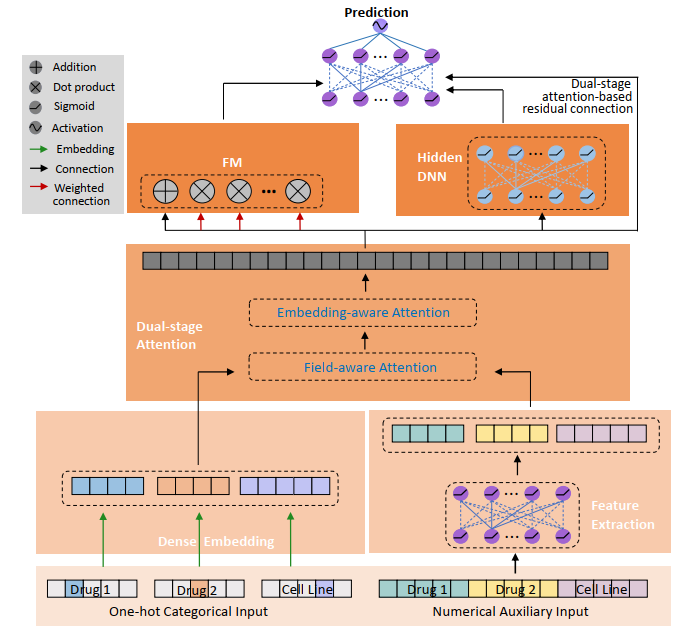 Prediction
Addition
Dot product
Sigmoid
Activation
Embedding
Connection
Weighted
connection
Dual-stage
attention-based
residual connection
FM
Hidden
DNN
Dual-stage
Attention
Embedding-aware Attention
Field-aware Attention
Dense Embedding
Feature
Extraction
Drug 1
Drug 2
Cell Line
Drug 1
Drug 2
Cell Line
One-hot Categorical Input
Numerical Auxiliary Input